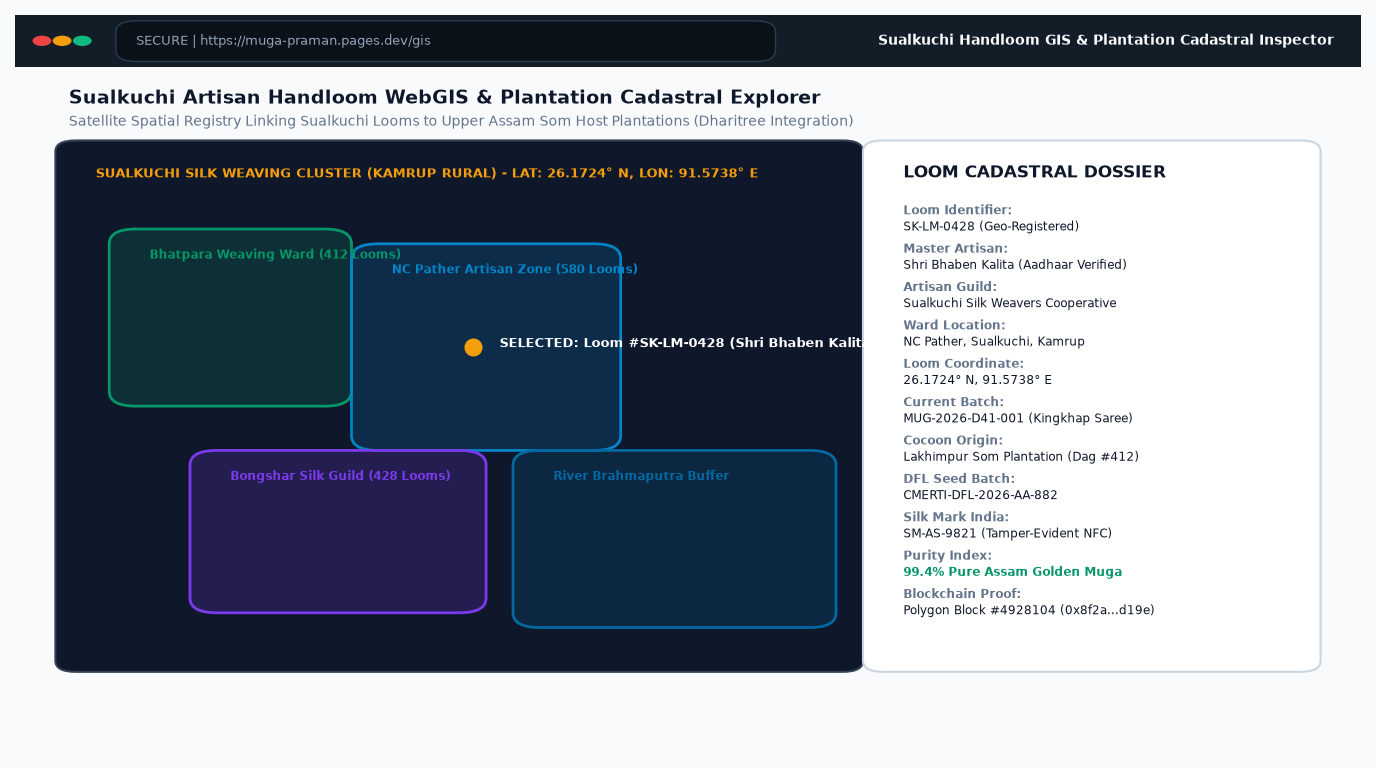 SECURE | https://muga-praman.pages.dev/gis
Sualkuchi Handloom GIS & Plantation Cadastral Inspector
Sualkuchi Artisan Handloom WebGIS & Plantation Cadastral Explorer
Satellite Spatial Registry Linking Sualkuchi Looms to Upper Assam Som Host Plantations (Dharitree Integration)
SUALKUCHI SILK WEAVING CLUSTER (KAMRUP RURAL) - LAT: 26.1724° N, LON: 91.5738° E
Bhatpara Weaving Ward (412 Looms)
NC Pather Artisan Zone (580 Looms)
SELECTED: Loom #SK-LM-0428 (Shri Bhaben Kalita
Bongshar Silk Guild (428 Looms)
River Brahmaputra Buffer
LOOM CADASTRAL DOSSIER
Loom Identifier:
SK-LM-0428 (Geo-Registered)
Master Artisan:
Shri Bhaben Kalita (Aadhaar Verified)
Artisan Guild:
Sualkuchi Silk Weavers Cooperative
Ward Location:
NC Pather, Sualkuchi, Kamrup
Loom Coordinate:
26.1724° N, 91.5738° E
Current Batch:
MUG-2026-D41-001 (Kingkhap Saree)
Cocoon Origin:
Lakhimpur Som Plantation (Dag #412)
DFL Seed Batch:
CMERTI-DFL-2026-AA-882
Silk Mark India:
SM-AS-9821 (Tamper-Evident NFC)
Purity Index:
99.4% Pure Assam Golden Muga
Blockchain Proof:
Polygon Block #4928104 (0x8f2a...d19e)